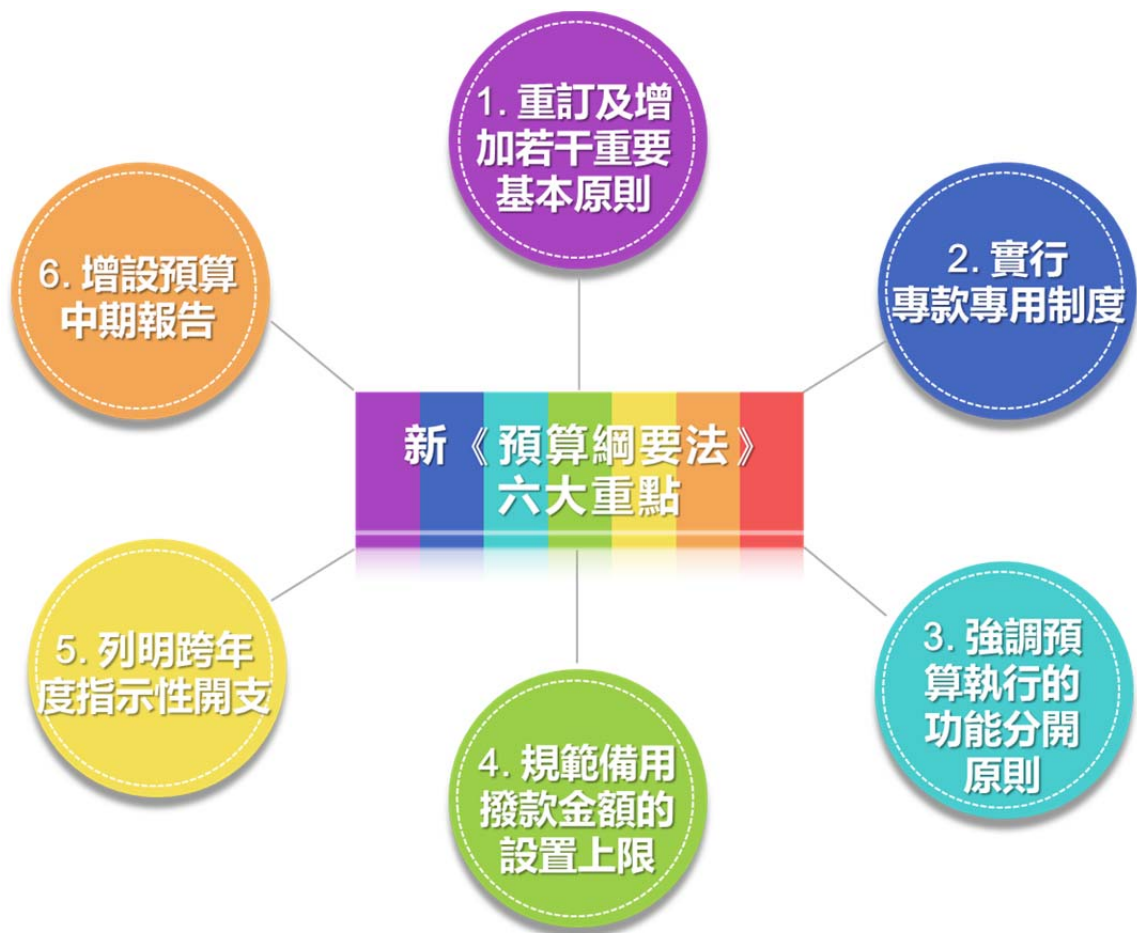 新《預算綱要法》
六大重點
1. 重訂及增
加若干重要
基本原則
2. 實行
專款專用制度
3. 強調預
算執行的
功能分開
原則
4. 規範備用
撥款金額的
設置上限
5. 列明跨年
度指示性開支
6. 增設預算
中期報告